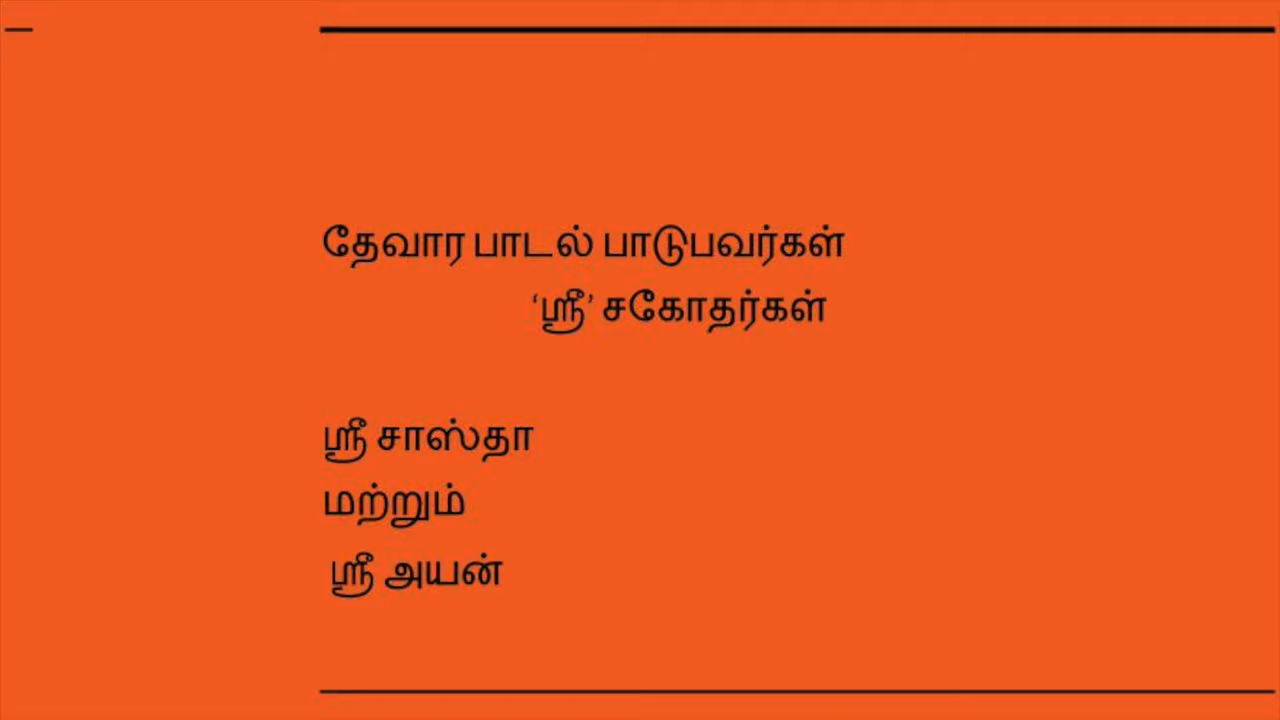 தேவார பாடல் பாடுபவர்கள்
‘ஸ்ரீ’ சகோதர்கள்
ஸ்ரீ சாஸ்தா
மற்றும்
ஸ்ரீ அயன்